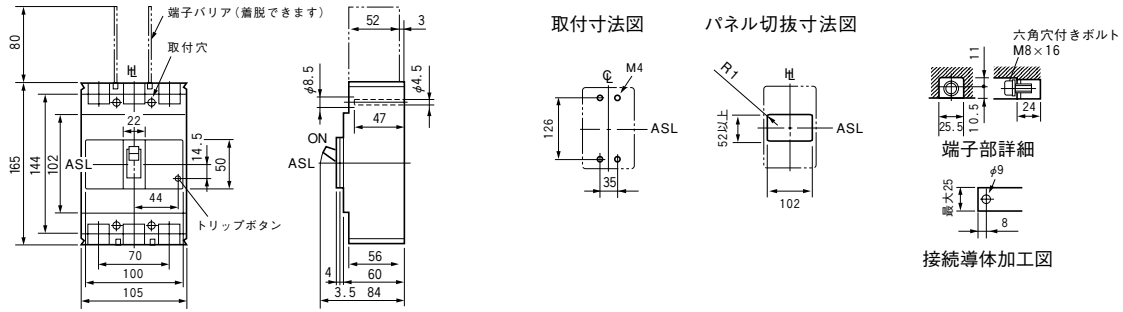 端子バリア(着脱できます)
取付穴
80
165
144
102
ASL
HL
22
14.5
50
44
トリップボタン
70
100
105
52
3
φ8.5
φ4.5
47
ON
ASL
56
4
60
3.5
84
取付寸法図
M4
126
ASL
35
パネル切抜寸法図
R1
HL
52以上
ASL
102
六角穴付きボルト
M8×16
11
10.5
25.5
24
端子部詳細
φ9
最大25
8
接続導体加工図